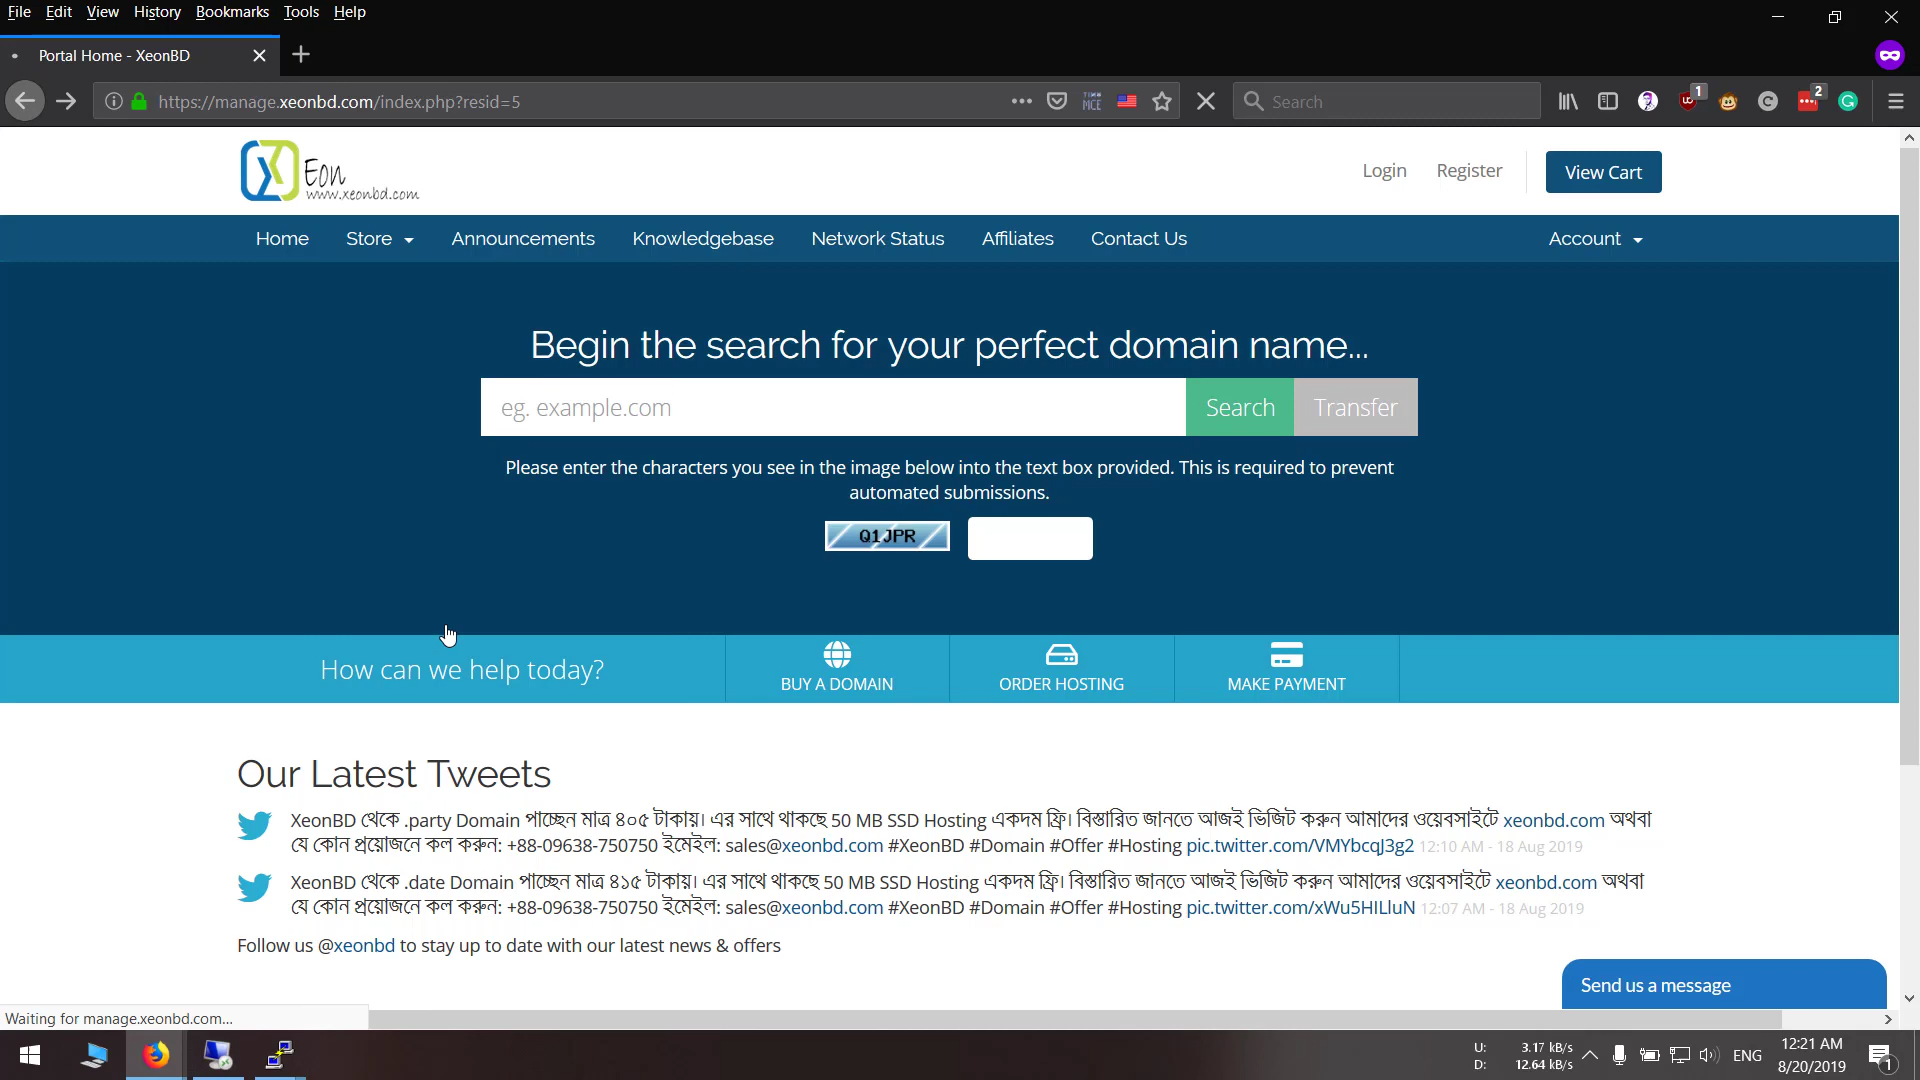 File Edit View History Bookmarks Tools Help
Portal Home - XeonBD
https://manage.xeonbd.com/index.php?resid=5
Search
1
2
Eon
www.xeonbd.com
Login Register View Cart
Home Store Announcements Knowledgebase Network Status Affiliates Contact Us Account
Begin the search for your perfect domain name...
eg. example.com Search Transfer
Please enter the characters you see in the image below into the text box provided. This is required to prevent
automated submissions.
Q1JPR
How can we help today? BUY A DOMAIN ORDER HOSTING MAKE PAYMENT
Our Latest Tweets
XeonBD থেকে .party Domain পাচ্ছেন মাত্র ৪০৫ টাকায়। এর সাথে থাকছে 50 MB SSD Hosting একদম ফ্রি। বিস্তারিত জানতে আজই ভিজিট করুন আমাদের ওয়েবসাইটে xeonbd.com অথবা
যে কোন প্রয়োজনে কল করুন: +88-09638-750750 ইমেইল: sales@xeonbd.com #XeonBD #Domain #Offer #Hosting pic.twitter.com/VMYbcqJ3g2 12:10 AM - 18 Aug 2019
XeonBD থেকে .date Domain পাচ্ছেন মাত্র ৪১৫ টাকায়। এর সাথে থাকছে 50 MB SSD Hosting একদম ফ্রি। বিস্তারিত জানতে আজই ভিজিট করুন আমাদের ওয়েবসাইটে xeonbd.com অথবা
যে কোন প্রয়োজনে কল করুন: +88-09638-750750 ইমেইল: sales@xeonbd.com #XeonBD #Domain #Offer #Hosting pic.twitter.com/xWu5HILluN 12:07 AM - 18 Aug 2019
Follow us @xeonbd to stay up to date with our latest news & offers
Send us a message
Waiting for manage.xeonbd.com...
U: 3.17 kB/s
D: 12.64 kB/s
ENG
12:21 AM
8/20/2019
1